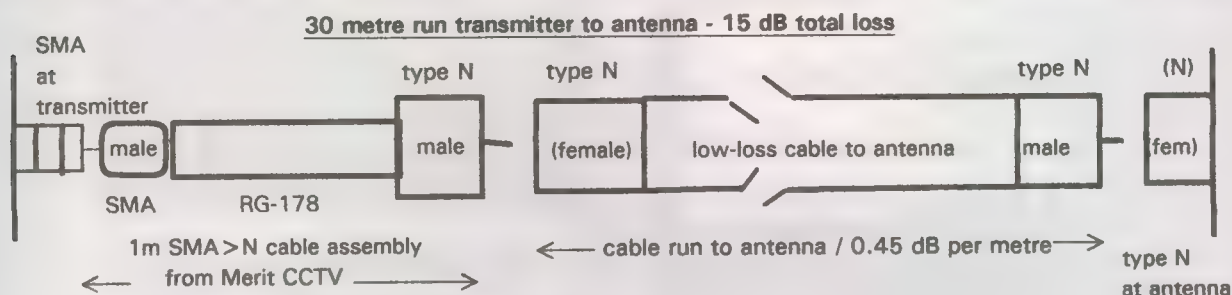 30 metre run transmitter to antenna - 15 dB total loss
SMA
at
transmitter
type N
type N
type N
(N)
male
male
(female)
low-loss cable to antenna
male
(fem)
SMA
RG-178
1m SMA>N cable assembly
from Merit CCTV
cable run to antenna / 0.45 dB per metre
type N
at antenna